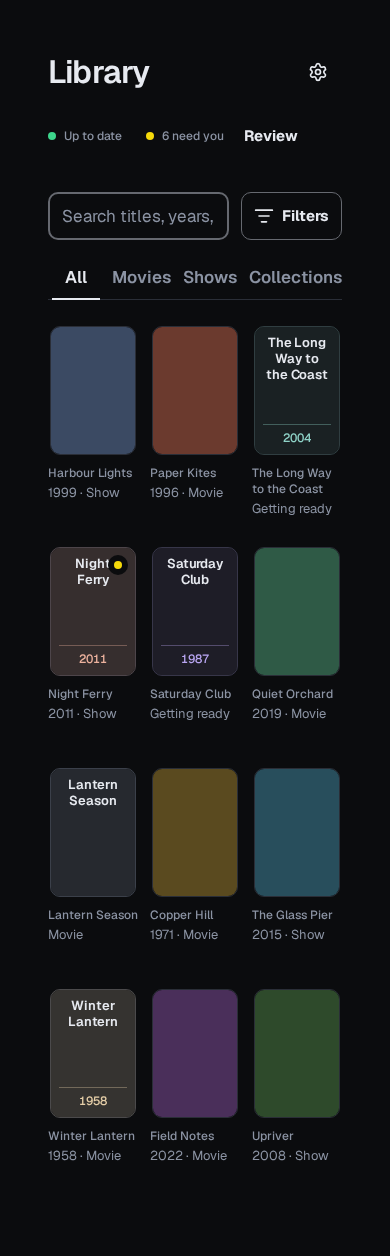 Library
Up to date
6 need you
Review
Search titles, years,
Filters
All
Movies
Shows
Collections
The Long
Way to
the Coast
2004
Harbour Lights
1999 · Show
Paper Kites
1996 · Movie
The Long Way
to the Coast
Getting ready
Night
Ferry
2011
Saturday
Club
1987
Night Ferry
2011 · Show
Saturday Club
Getting ready
Quiet Orchard
2019 · Movie
Lantern
Season
Lantern Season
Movie
Copper Hill
1971 · Movie
The Glass Pier
2015 · Show
Winter
Lantern
1958
Winter Lantern
1958 · Movie
Field Notes
2022 · Movie
Upriver
2008 · Show